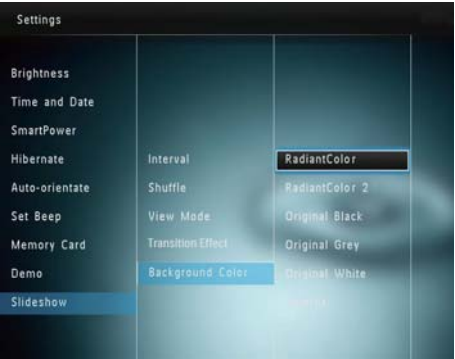 Settings
Brightness
Time and Date
SmartPower
Hibernate
Auto-orientate
Set Beep
Memory Card
Demo
Slideshow
Interval
Shuffle
View Mode
Transition Effect
Background Color
RadiantColor
RadiantColor 2
Original Black
Original Grey
Original White